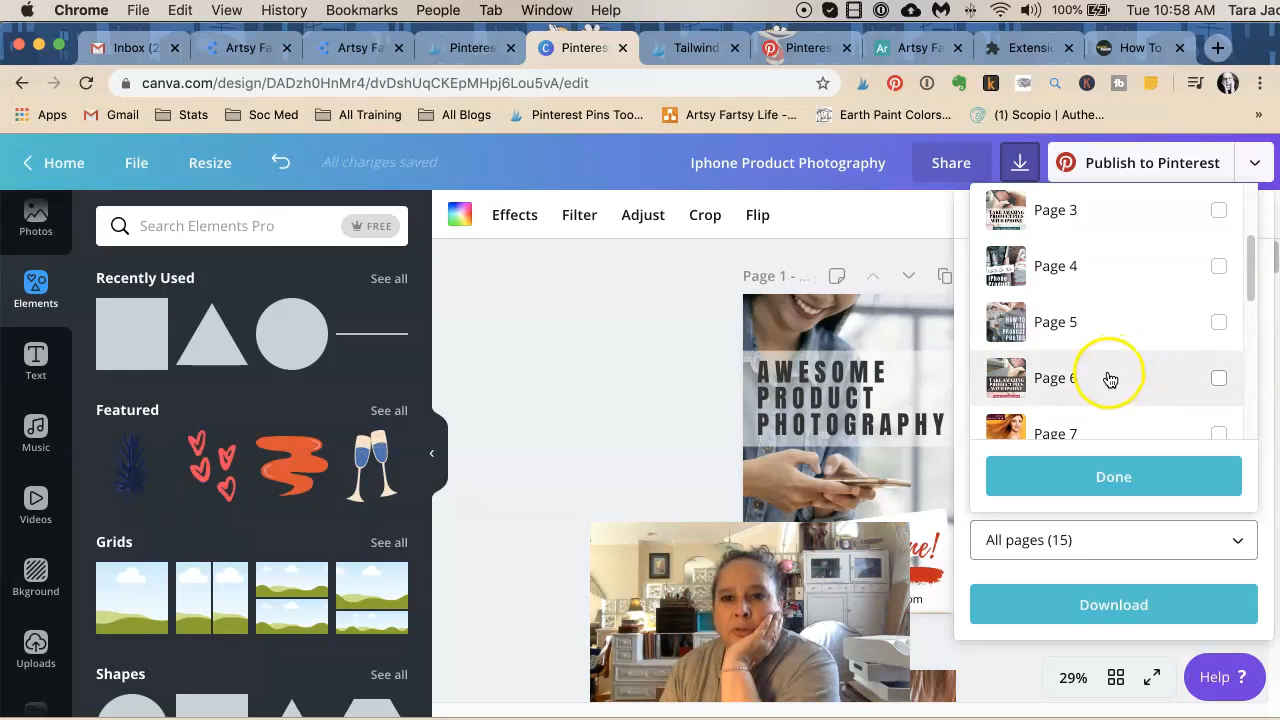 Chrome File Edit View History Bookmarks People Tab Window Help 100% Tue 10:58 AM Tara Jac
Inbox (2 Artsy Fa Artsy Fa Pinteres Pinteres Tailwind Pinteres Artsy Fa Extensio How To
canva.com/design/DADzh0HnMr4/dvDshUqCKEpMHpj6Lou5vA/edit
Apps Gmail Stats Soc Med All Training All Blogs Pinterest Pins Too... Artsy Fartsy Life -... Earth Paint Colors... (1) Scopio | Authe... »
Home File Resize All changes saved Iphone Product Photography Share Publish to Pinterest
Photos
Elements
Text
Music
Videos
Bkground
Uploads
Search Elements Pro FREE
Recently Used See all
Featured See all
Grids See all
Shapes See all
Effects Filter Adjust Crop Flip
Page 1 - ...
AWESOME
PRODUCT
PHOTOGRAPHY
Page 3
Page 4
Page 5
Page 6
Page 7
Done
All pages (15)
Download
29% Help ?